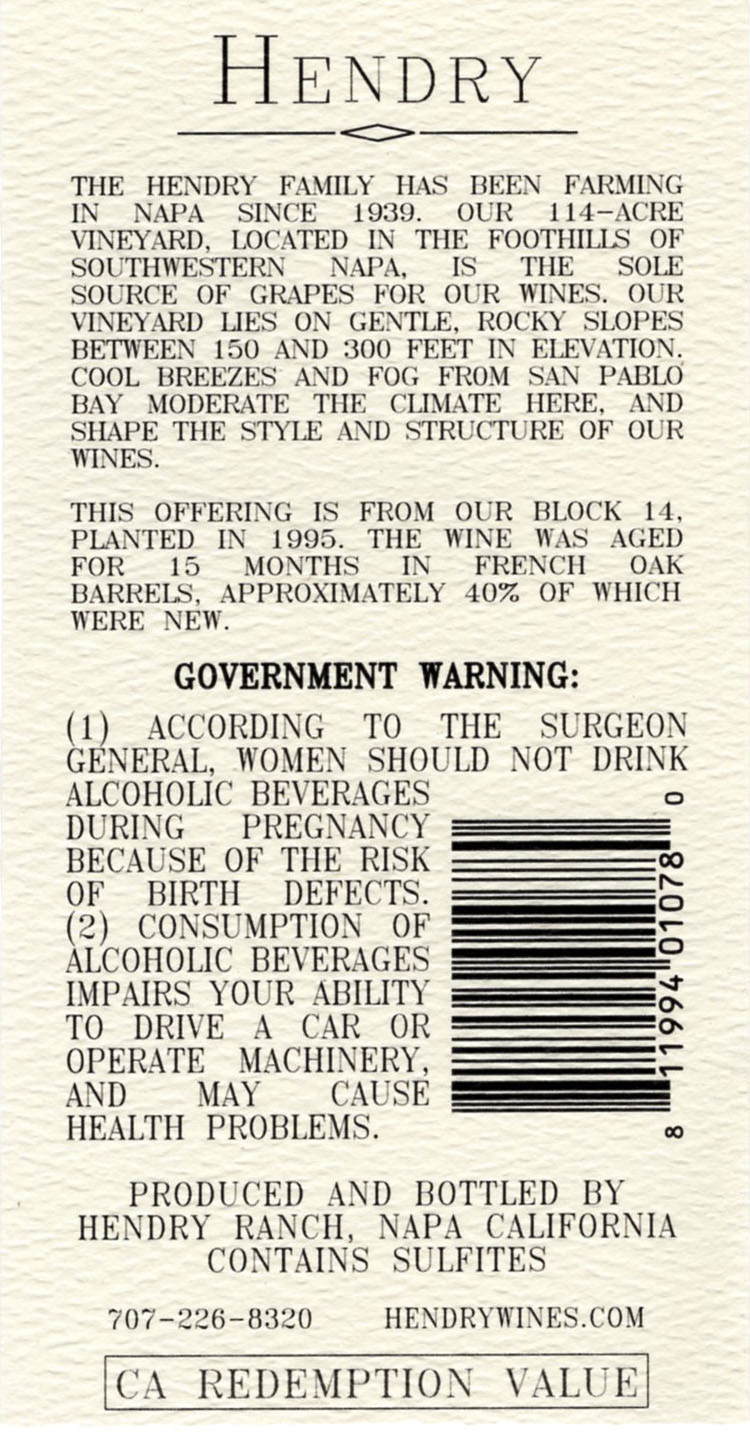 HENDRY
THE HENDRY FAMILY HAS BEEN FARMING
IN NAPA SINCE 1939. OUR 114-ACRE
VINEYARD, LOCATED IN THE FOOTHILLS OF
SOUTHWESTERN NAPA, IS THE SOLE
SOURCE OF GRAPES FOR OUR WINES. OUR
VINEYARD LIES ON GENTLE, ROCKY SLOPES
BETWEEN 150 AND 300 FEET IN ELEVATION.
COOL BREEZES AND FOG FROM SAN PABLO
BAY MODERATE THE CLIMATE HERE, AND
SHAPE THE STYLE AND STRUCTURE OF OUR
WINES.
THIS OFFERING IS FROM OUR BLOCK 14,
PLANTED IN 1995. THE WINE WAS AGED
FOR 15 MONTHS IN FRENCH OAK
BARRELS, APPROXIMATELY 40% OF WHICH
WERE NEW.
GOVERNMENT WARNING:
(1) ACCORDING TO THE SURGEON
GENERAL, WOMEN SHOULD NOT DRINK
ALCOHOLIC BEVERAGES
DURING PREGNANCY
BECAUSE OF THE RISK
OF BIRTH DEFECTS.
(2) CONSUMPTION OF
ALCOHOLIC BEVERAGES
IMPAIRS YOUR ABILITY
TO DRIVE A CAR OR
OPERATE MACHINERY,
AND MAY CAUSE
HEALTH PROBLEMS.
8 11994 01078 0
PRODUCED AND BOTTLED BY
HENDRY RANCH, NAPA CALIFORNIA
CONTAINS SULFITES
707-226-8320 HENDRYWINES.COM
CA REDEMPTION VALUE